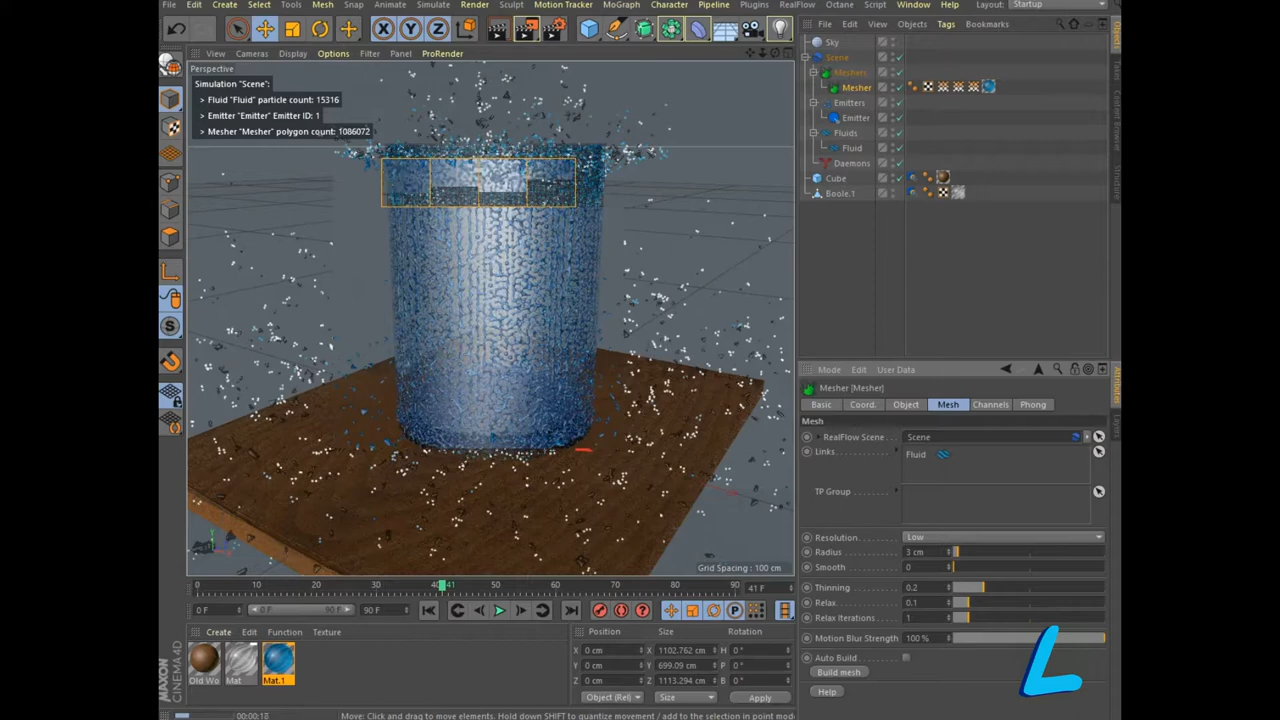 File Edit Create Select Tools Mesh Snap Animate Simulate Render Motion Tracker MoGraph Character Pipeline Plugins RealFlow Octane Script Window Help Layout: Startup
X Y Z
File Edit View Objects Tags Bookmarks
View Cameras Display Options Filter Panel ProRender
Perspective
Simulation "Scene":
> Fluid "Fluid" particle count: 15316
> Emitter "Emitter" Emitter ID: 1
> Mesher "Mesher" polygon count: 1086072
Grid Spacing : 100 cm
Sky
Scene
Meshers
Mesher
Emitters
Emitter
Fluids
Fluid
Daemons
Cube
Boole.1
Objects
Takes
Content Browser
Structure
Mode Edit User Data
Mesher [Mesher]
Basic Coord. Object Mesh Channels Phong
Mesh
RealFlow Scene Scene
Links Fluid
TP Group
Resolution Low
Radius 3 cm
Smooth 0
Thinning 0.2
Relax 0.1
Relax Iterations 1
Motion Blur Strength 100 %
Auto Build
Build mesh
Help
Attributes
Layers
0 10 20 30 40 41 50 60 70 80 90 41 F
0 F 0 F 90 F 90 F
P
Create Edit Function Texture
Old Wo Mat Mat.1
Position Size Rotation
X 0 cm X 1102.762 cm H 0 °
Y 0 cm Y 699.09 cm P 0 °
Z 0 cm Z 1113.294 cm B 0 °
Object (Rel) Size Apply
MAXON
CINEMA4D
00:00:18 Move: Click and drag to move elements. Hold down SHIFT to quantize movement / add to the selection in point mode
L